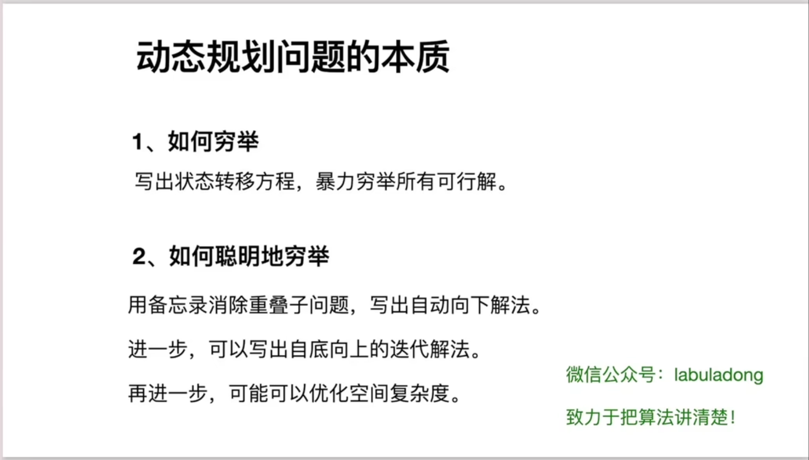 动态规划问题的本质
1、如何穷举
写出状态转移方程，暴力穷举所有可行解。
2、如何聪明地穷举
用备忘录消除重叠子问题，写出自动向下解法。
进一步，可以写出自底向上的迭代解法。
再进一步，可能可以优化空间复杂度。
微信公众号：labuladong
致力于把算法讲清楚！